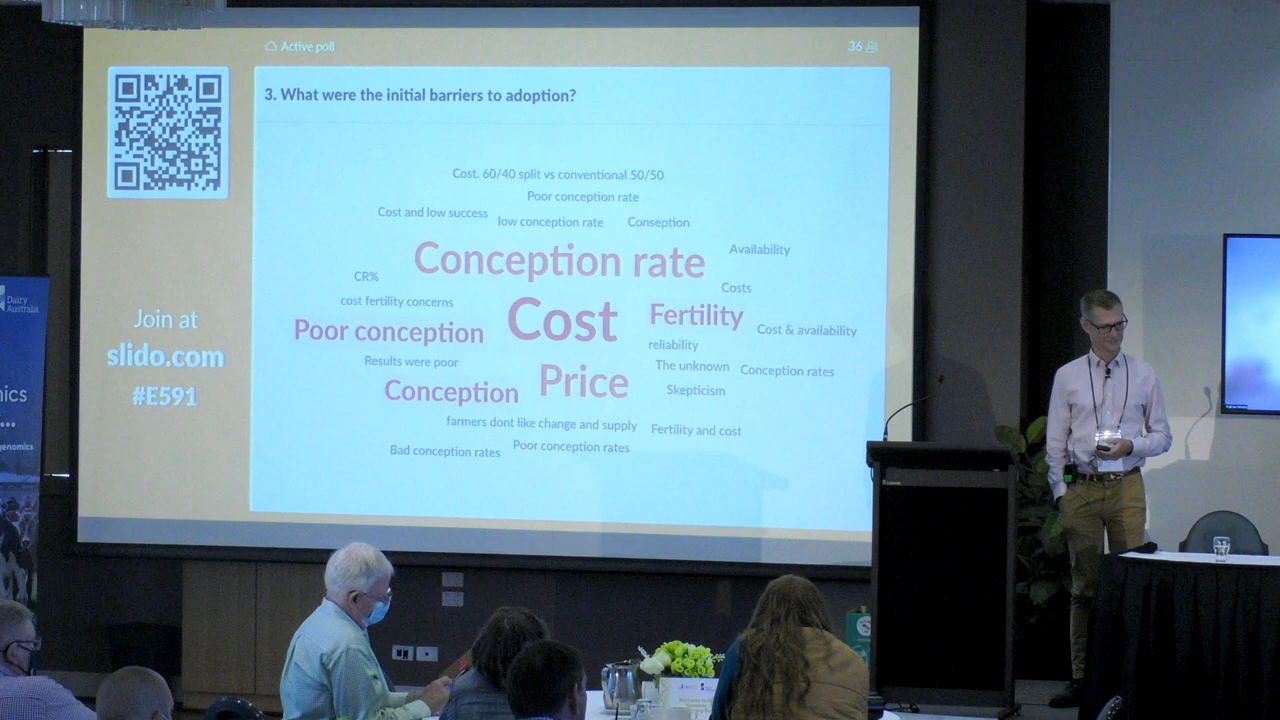 Active poll
36
3. What were the initial barriers to adoption?
Cost. 60/40 split vs conventional 50/50
Poor conception rate
Cost and low success
low conception rate
Conseption
Conception rate
Availability
CR%
Costs
cost fertility concerns
Cost
Fertility
Poor conception
Cost & availability
reliability
Results were poor
The unknown
Conception rates
Conception
Price
Skepticism
farmers dont like change and supply
Fertility and cost
Bad conception rates
Poor conception rates
Join at
slido.com
#E591
Dairy
Australia
nics
genomics